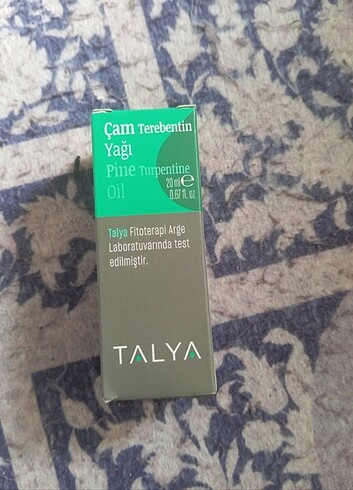 Çam Terebentin
Yağı
Pine Turpentine
Oil
20 ml e
0.67 fl. oz
Talya Fitoterapi Arge
Laboratuvarında test
edilmiştir.
TALYA